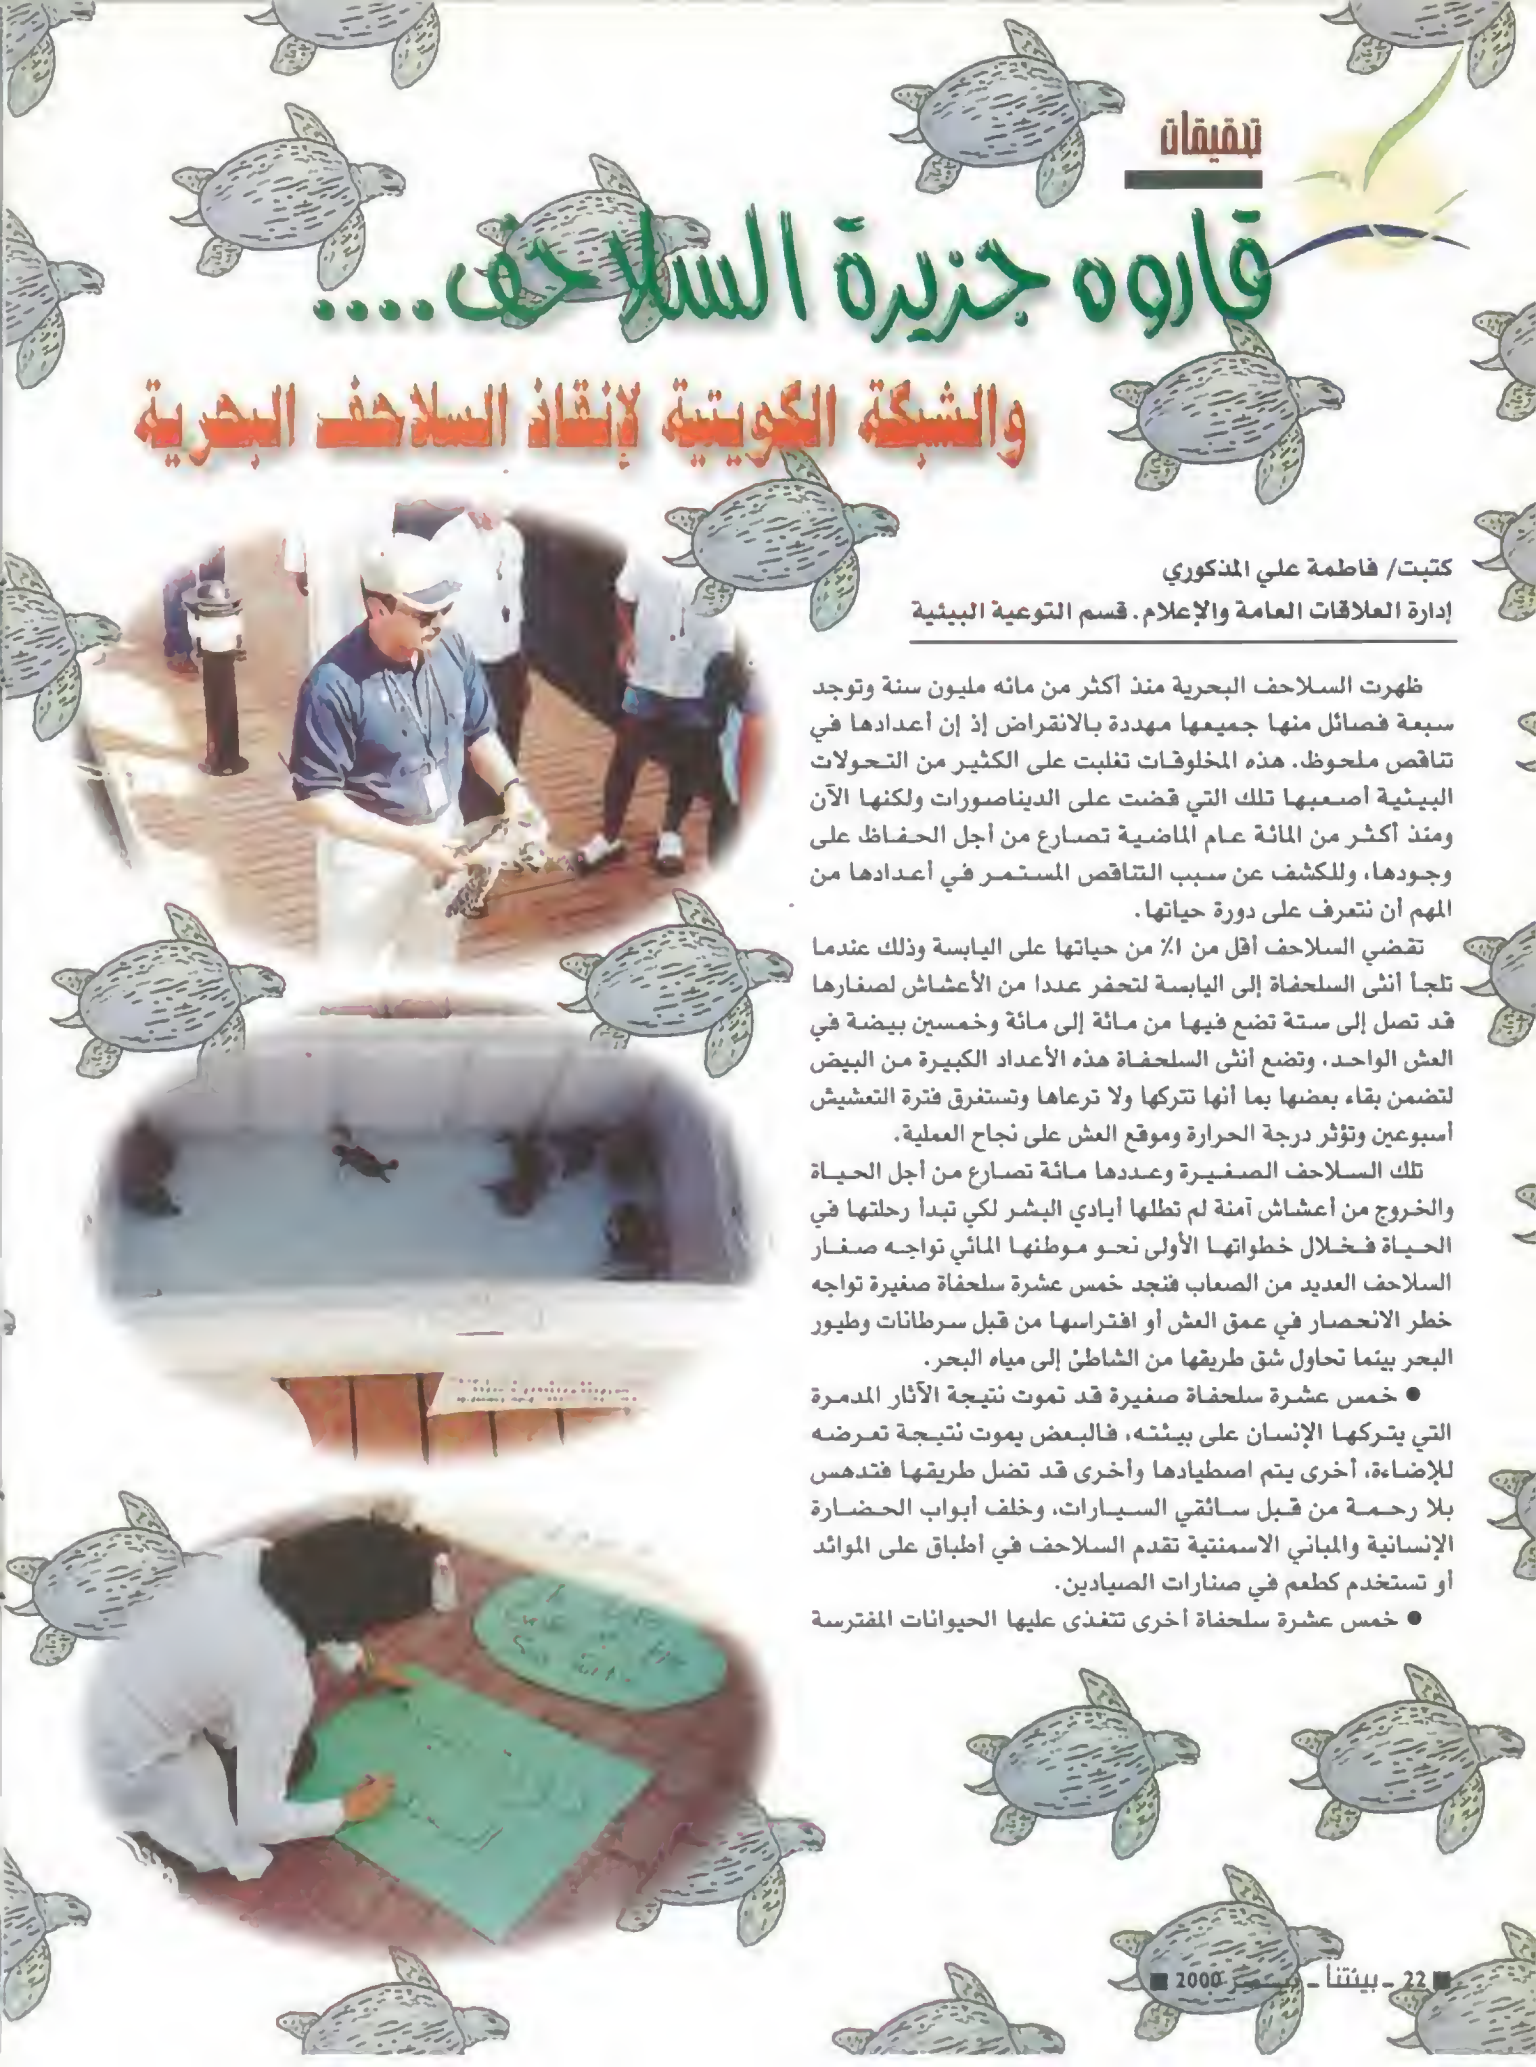 تحقيقات
قاروه جزيرة السلاحف....
والشبكة الكويتية لإنقاذ السلاحف البحرية
كتبت/ فاطمة علي المذكوري
إدارة العلاقات العامة والإعلام. قسم التوعية البيئية
ظهرت السلاحف البحرية منذ أكثر من مائه مليون سنة وتوجد
سبعة فصائل منها جميعها مهددة بالانقراض إذ إن أعدادها في
تناقص ملحوظ. هذه المخلوقات تغلبت على الكثير من التحولات
البيئية أصعبها تلك التي قضت على الديناصورات ولكنها الآن
ومنذ أكثر من المائة عام الماضية تصارع من أجل الحفاظ على
وجودها، وللكشف عن سبب التناقص المستمر في أعدادها من
المهم أن نتعرف على دورة حياتها.
تقضي السلاحف أقل من ١٪ من حياتها على اليابسة وذلك عندما
تلجأ أنثى السلحفاة إلى اليابسة لتحفر عددا من الأعشاش لصغارها
قد تصل إلى ستة تضع فيها من مائة إلى مائة وخمسين بيضة في
العش الواحد، وتضع أنثى السلحفاة هذه الأعداد الكبيرة من البيض
لتضمن بقاء بعضها بما أنها تتركها ولا ترعاها وتستغرق فترة التعشيش
أسبوعين وتؤثر درجة الحرارة وموقع العش على نجاح العملية.
تلك السلاحف الصغيرة وعددها مائة تصارع من أجل الحياة
والخروج من أعشاش آمنة لم تطلها أيادي البشر لكي تبدأ رحلتها في
الحياة فخلال خطواتها الأولى نحو موطنها المائي تواجه صغار
السلاحف العديد من الصعاب فنجد خمس عشرة سلحفاة صغيرة تواجه
خطر الانحصار في عمق العش أو افتراسها من قبل سرطانات وطيور
البحر بينما تحاول شق طريقها من الشاطئ إلى مياه البحر.
● خمس عشرة سلحفاة صغيرة قد تموت نتيجة الآثار المدمرة
التي يتركها الإنسان على بيئته، فالبعض يموت نتيجة تعرضه
للإضاءة، أخرى يتم اصطيادها وأخرى قد تضل طريقها فتدهس
بلا رحمة من قبل سائقي السيارات، وخلف أبواب الحضارة
الإنسانية والمباني الاسمنتية تقدم السلاحف في أطباق على الموائد
أو تستخدم كطعم في صنارات الصيادين.
● خمس عشرة سلحفاة أخرى تتغذى عليها الحيوانات المفترسة
■ 22 ـ بيئتنا ـ 2000 ■